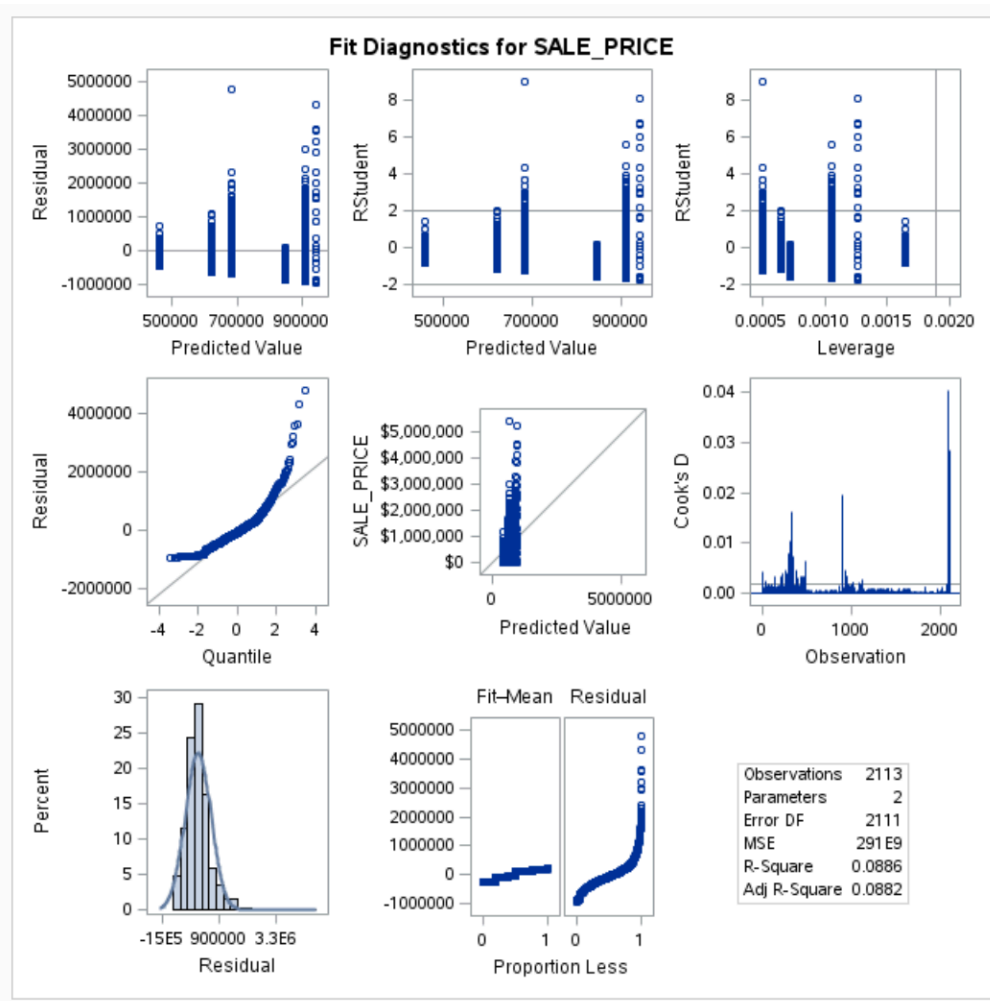 Fit Diagnostics for SALE_PRICE
Residual
5000000
4000000
3000000
2000000
1000000
0
-1000000
500000 700000 900000
Predicted Value
RStudent
8
6
4
2
0
-2
500000 700000 900000
Predicted Value
RStudent
8
6
4
2
0
-2
0.0005 0.0010 0.0015 0.0020
Leverage
Residual
4000000
2000000
0
-2000000
-4 -2 0 2 4
Quantile
SALE_PRICE
$5,000,000
$4,000,000
$3,000,000
$2,000,000
$1,000,000
$0
0 5000000
Predicted Value
Cook's D
0.04
0.03
0.02
0.01
0.00
0 1000 2000
Observation
Percent
30
25
20
15
10
5
0
-15E5 900000 3.3E6
Residual
Fit–Mean Residual
5000000
4000000
3000000
2000000
1000000
0
-1000000
0 1 0 1
Proportion Less
Observations 2113
Parameters 2
Error DF 2111
MSE 291E9
R-Square 0.0886
Adj R-Square 0.0882